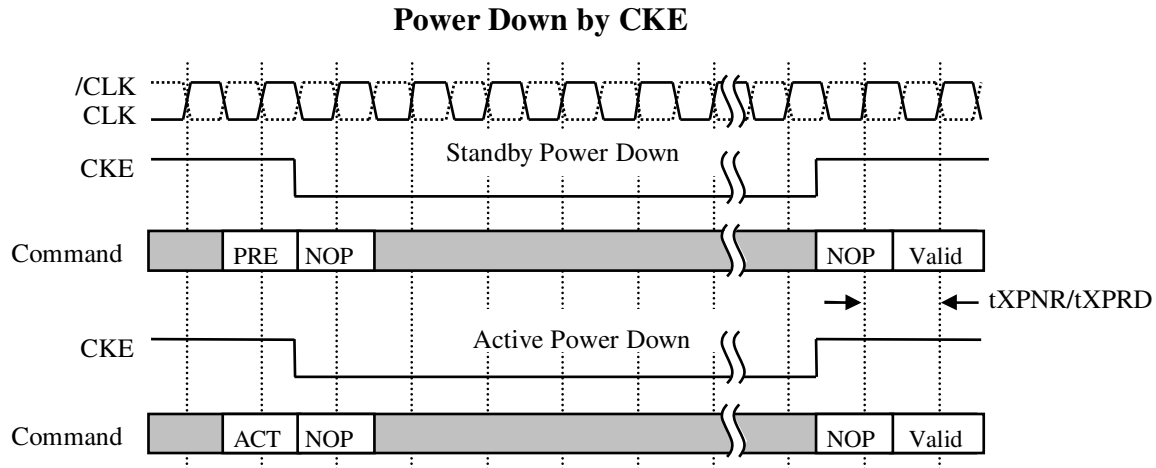 Power Down by CKE
/CLK
CLK
Standby Power Down
CKE
Command
PRE
NOP
NOP
Valid
tXPNR/tXPRD
Active Power Down
CKE
Command
ACT
NOP
NOP
Valid